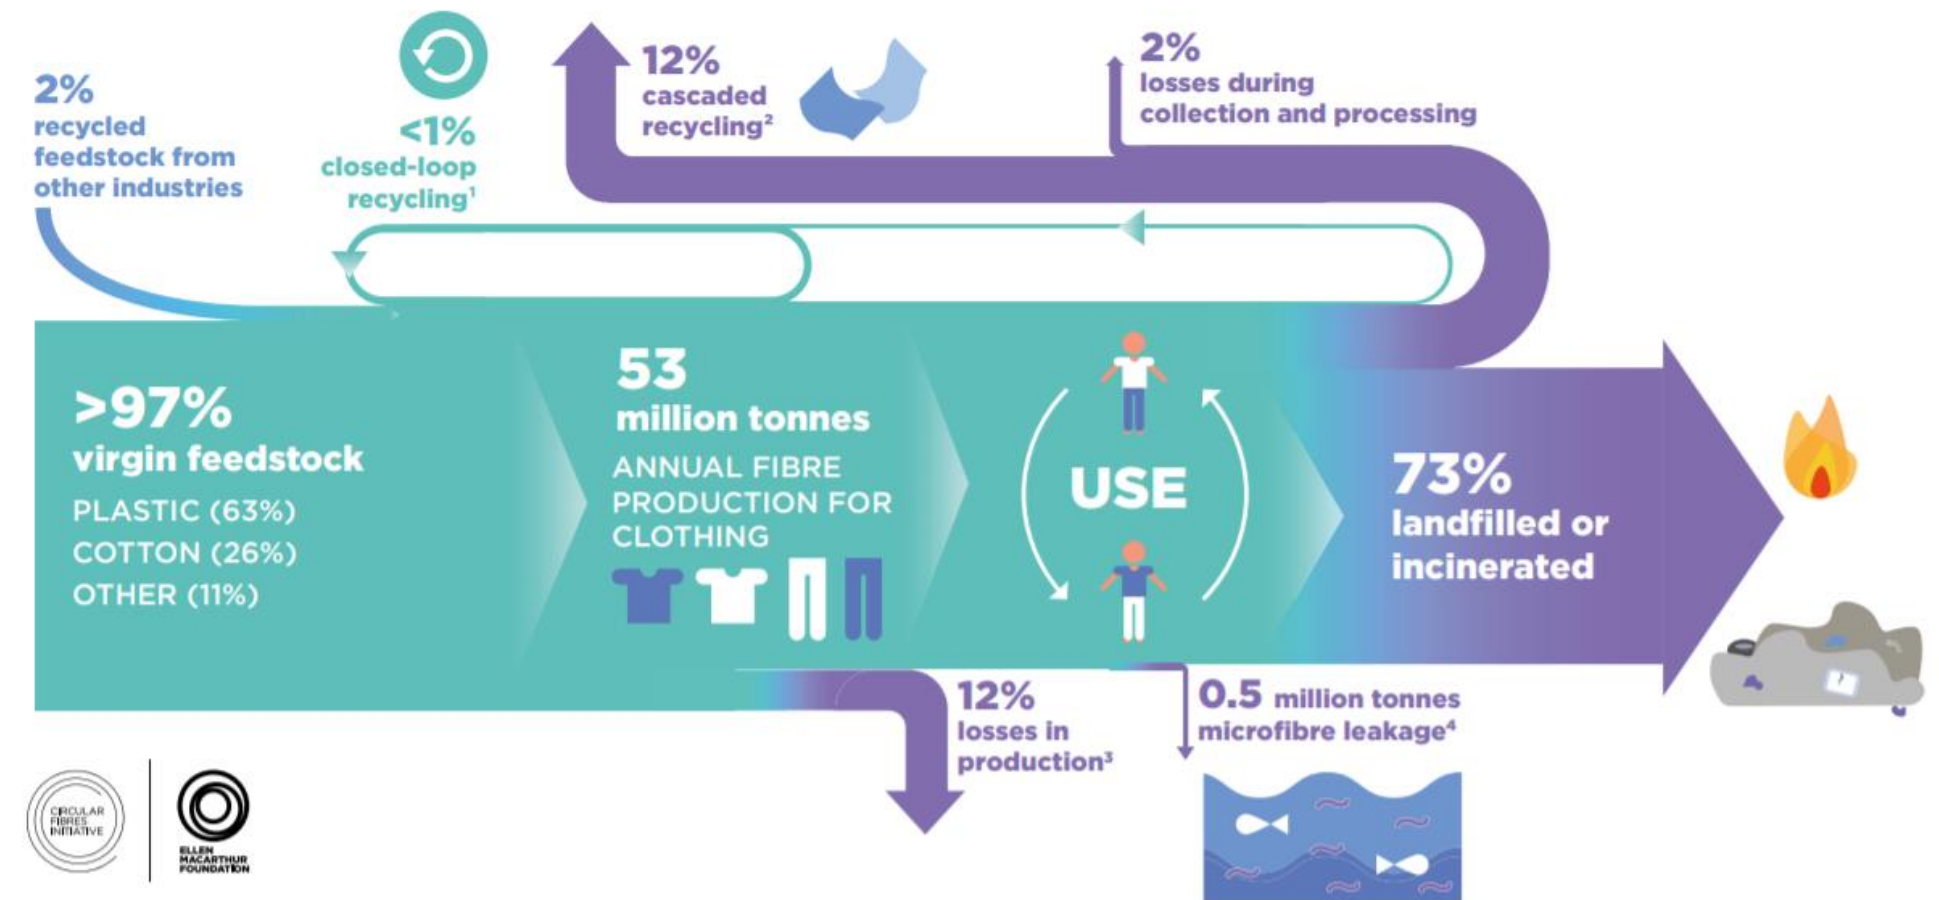 2%
recycled
feedstock from
other industries
<1%
closed-loop
recycling¹
12%
cascaded
recycling²
2%
losses during
collection and processing
>97%
virgin feedstock
PLASTIC (63%)
COTTON (26%)
OTHER (11%)
53
million tonnes
ANNUAL FIBRE
PRODUCTION FOR
CLOTHING
USE
73%
landfilled or
incinerated
12%
losses in
production³
0.5 million tonnes
microfibre leakage⁴
CIRCULAR
FIBRES
INITIATIVE
ELLEN
MACARTHUR
FOUNDATION